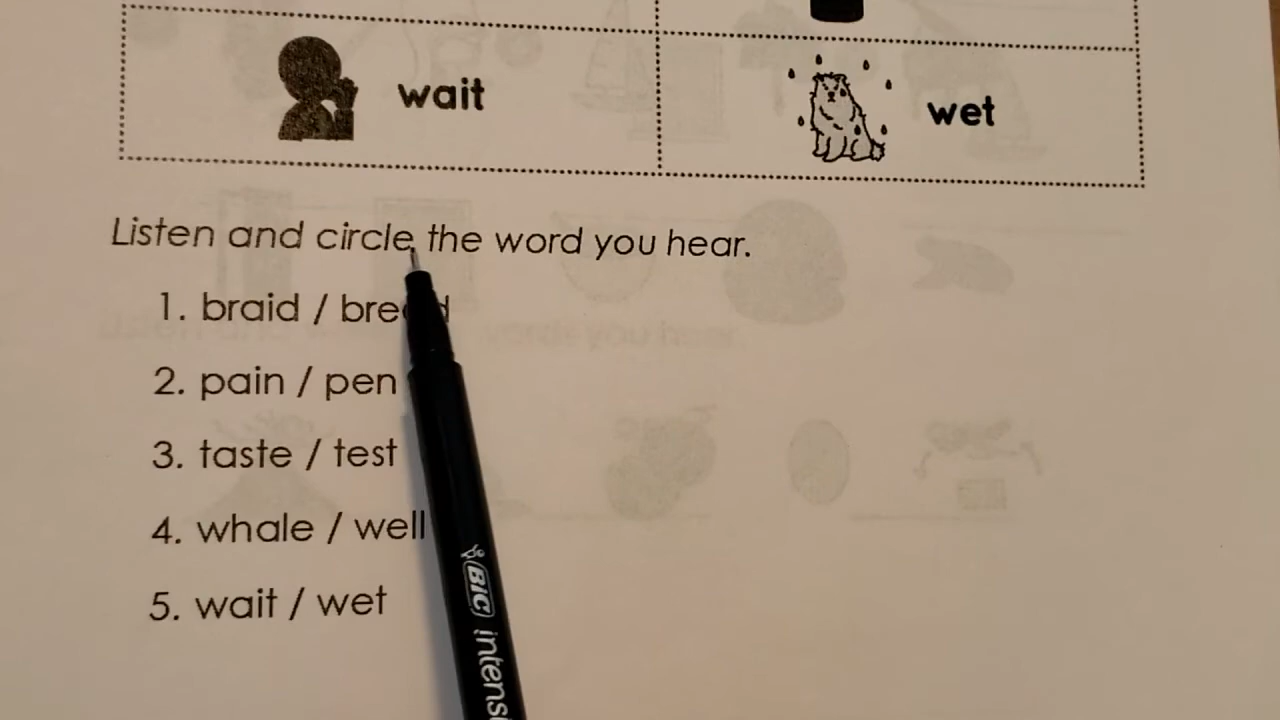 wait
wet
Listen and circle the word you hear.
1. braid / bread
2. pain / pen
3. taste / test
4. whale / well
5. wait / wet
BIC intens